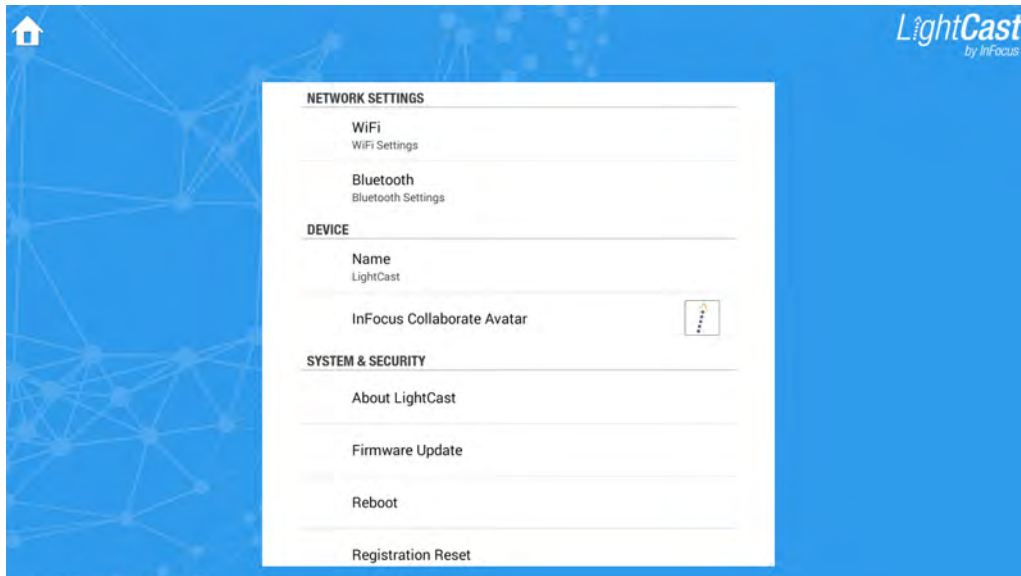 LightCast
by InFocus
NETWORK SETTINGS
WiFi
WiFi Settings
Bluetooth
Bluetooth Settings
DEVICE
Name
LightCast
InFocus Collaborate Avatar
SYSTEM & SECURITY
About LightCast
Firmware Update
Reboot
Registration Reset